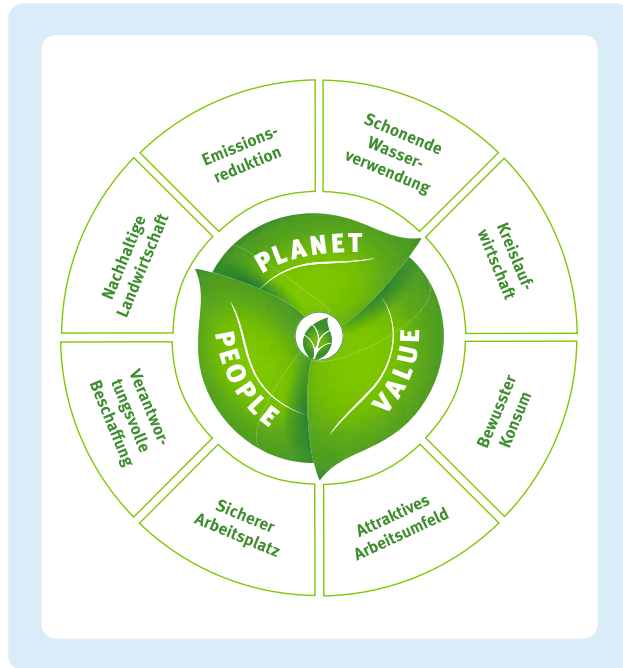 Emissions-
reduktion
Schonende
Wasser-
verwendung
Kreislauf-
wirtschaft
Bewusster
Konsum
Attraktives
Arbeitsumfeld
Sicherer
Arbeitsplatz
Verantwor-
tungsvolle
Beschaffung
Nachhaltige
Landwirtschaft
PLANET
VALUE
PEOPLE